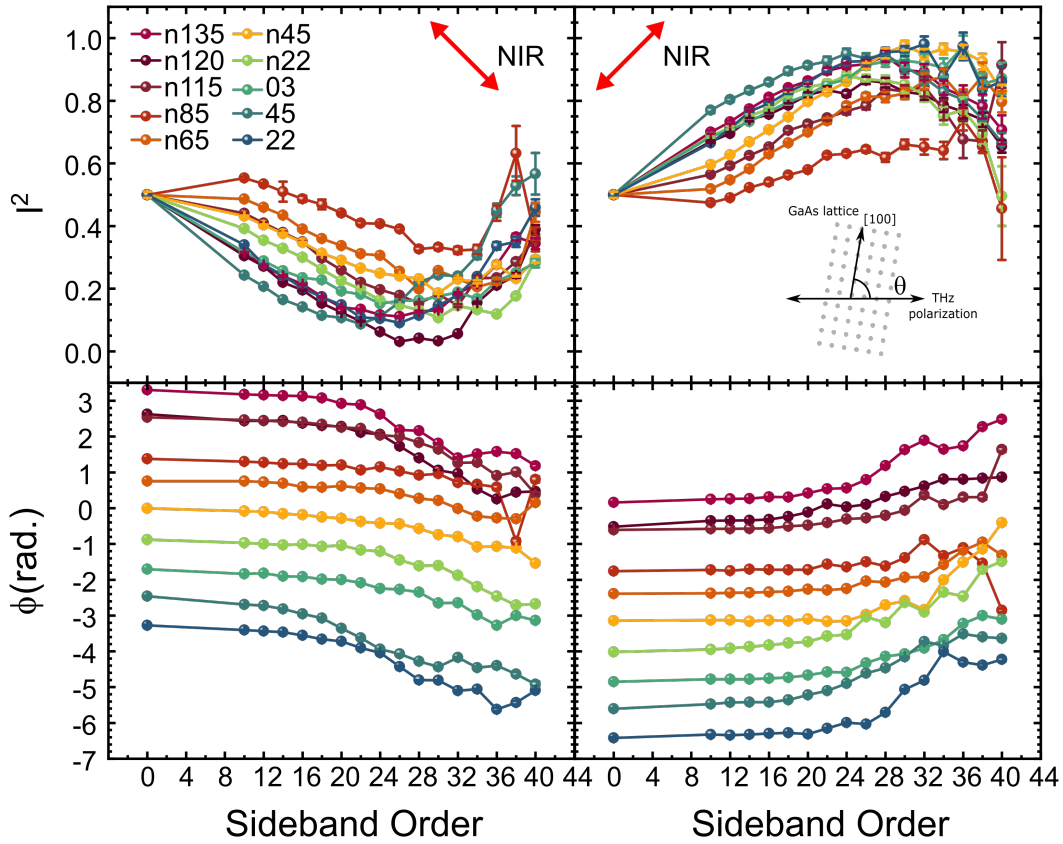 1.0
0.8
0.6
0.4
0.2
0.0
I²
n135
n120
n115
n85
n65
n45
n22
03
45
22
NIR
NIR
GaAs lattice
[100]
θ
THz
polarization
3
2
1
0
-1
-2
-3
-4
-5
-6
-7
ϕ(rad.)
0 4 8 12 16 20 24 28 32 36 40 44
0 4 8 12 16 20 24 28 32 36 40 44
Sideband Order
Sideband Order